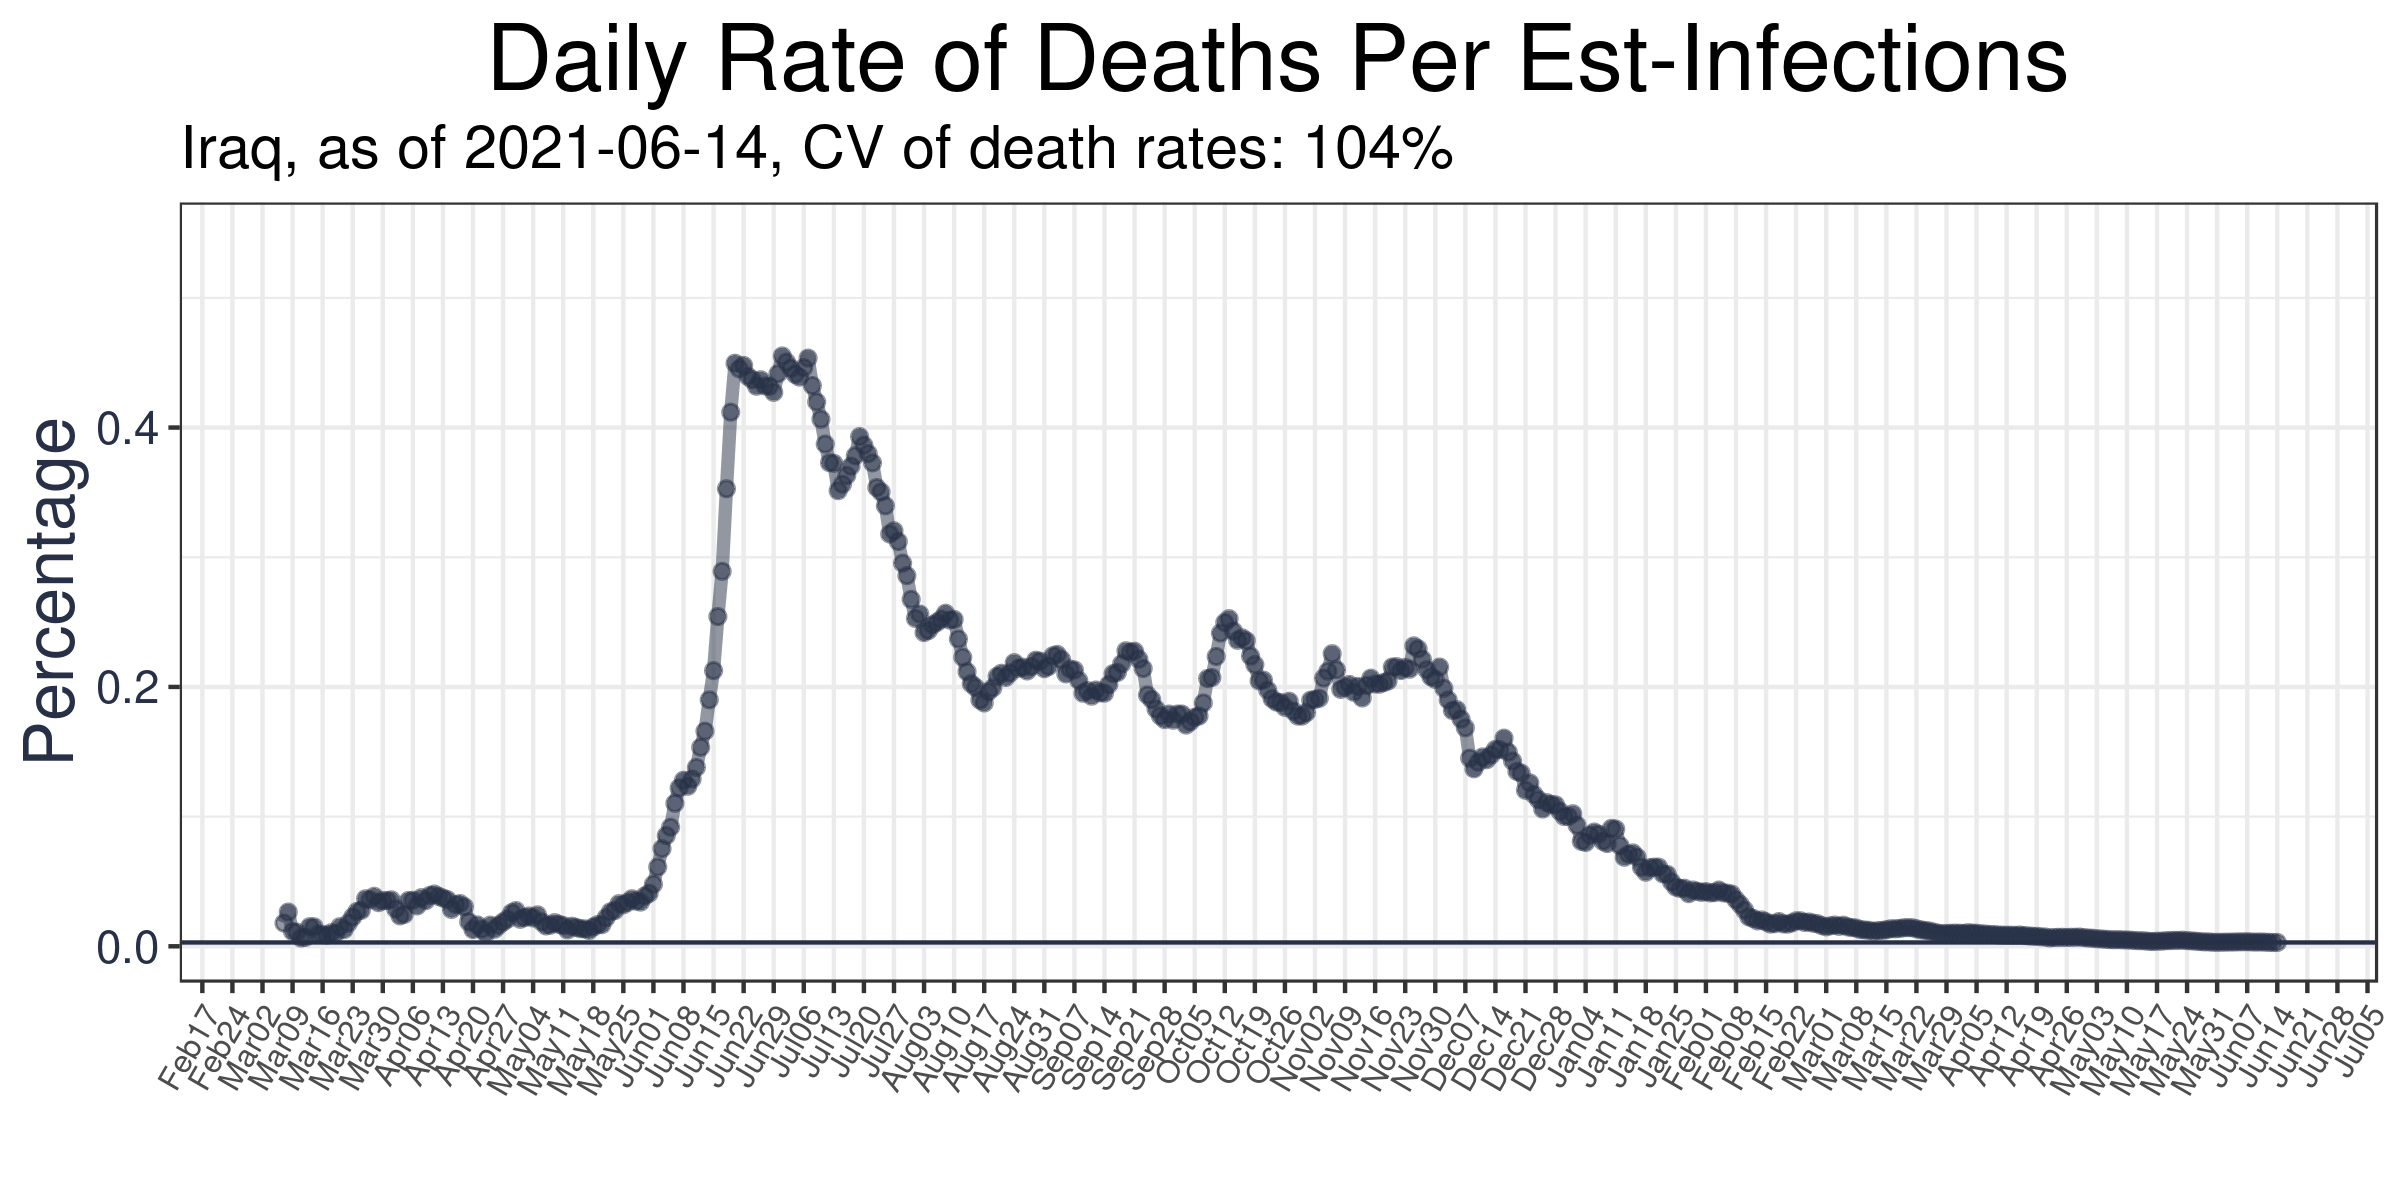 Daily Rate of Deaths Per Est-Infections
Iraq, as of 2021-06-14, CV of death rates: 104%
Percentage
0.4
0.2
0.0
Feb17
Feb24
Mar02
Mar09
Mar16
Mar23
Mar30
Apr06
Apr13
Apr20
Apr27
May04
May11
May18
May25
Jun01
Jun08
Jun15
Jun22
Jun29
Jul06
Jul13
Jul20
Jul27
Aug03
Aug10
Aug17
Aug24
Aug31
Sep07
Sep14
Sep21
Sep28
Oct05
Oct12
Oct19
Oct26
Nov02
Nov09
Nov16
Nov23
Nov30
Dec07
Dec14
Dec21
Dec28
Dec04
Jan11
Jan18
Jan25
Feb01
Feb08
Feb15
Feb22
Mar01
Mar08
Mar15
Mar22
Mar29
Apr05
Apr12
Apr19
Apr26
May03
May10
May17
May24
May31
May07
Jun14
Jun21
Jun28
Jul05